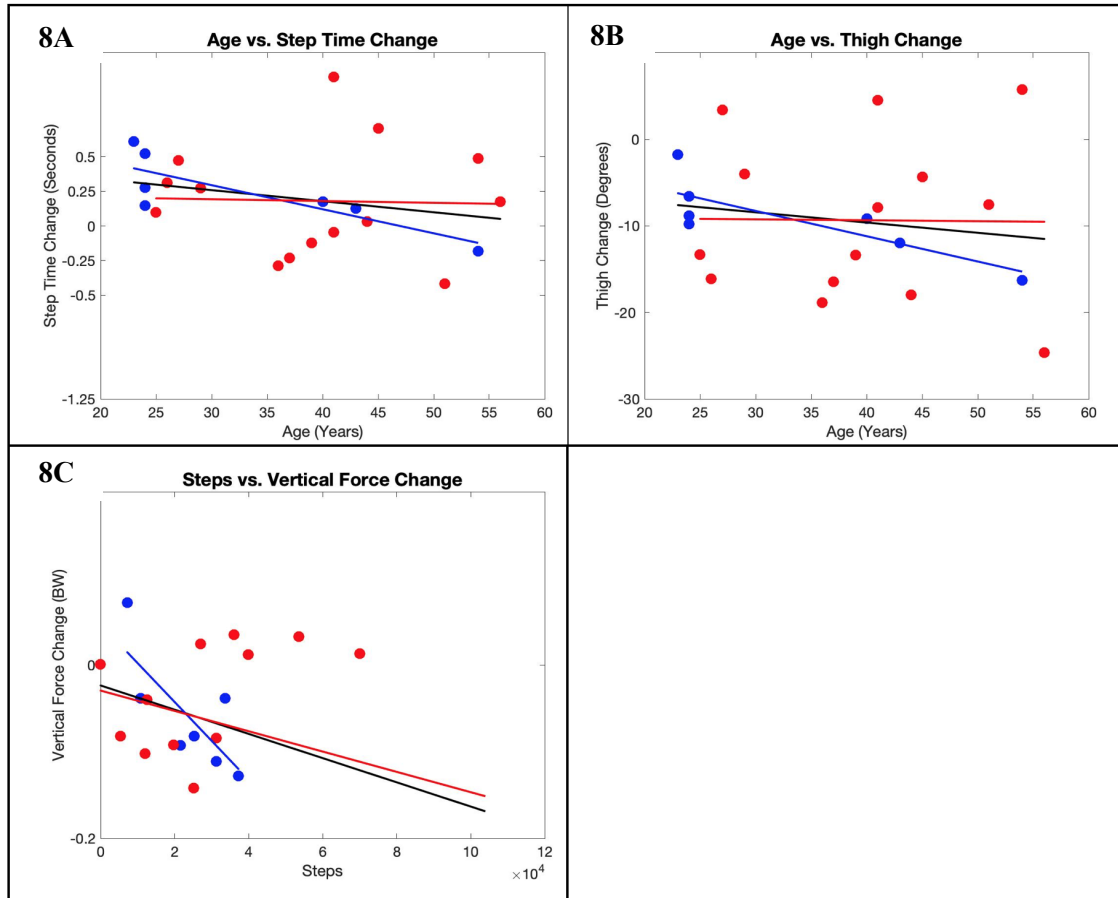 8A
Age vs. Step Time Change
Step Time Change (Seconds)
0.5
0.25
0
-0.25
-0.5
-1.25
20 25 30 35 40 45 50 55 60
Age (Years)
8B
Age vs. Thigh Change
Thigh Change (Degrees)
0
-10
-20
-30
20 25 30 35 40 45 50 55 60
Age (Years)
8C
Steps vs. Vertical Force Change
Vertical Force Change (BW)
0
-0.2
0 2 4 6 8 10 12
×10⁴
Steps